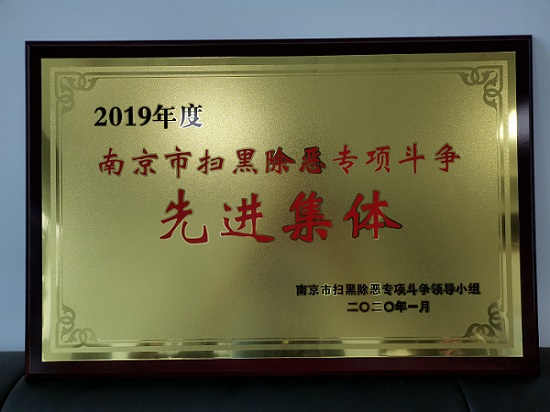 2019年度
南京市扫黑除恶专项斗争
先进集体
南京市扫黑除恶专项斗争领导小组
二〇二〇年一月